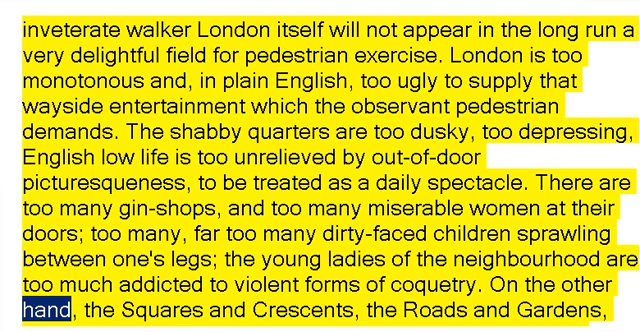 inveterate walker London itself will not appear in the long run a
very delightful field for pedestrian exercise. London is too
monotonous and, in plain English, too ugly to supply that
wayside entertainment which the observant pedestrian
demands. The shabby quarters are too dusky, too depressing,
English low life is too unrelieved by out-of-door
picturesqueness, to be treated as a daily spectacle. There are
too many gin-shops, and too many miserable women at their
doors; too many, far too many dirty-faced children sprawling
between one's legs; the young ladies of the neighbourhood are
too much addicted to violent forms of coquetry. On the other
hand, the Squares and Crescents, the Roads and Gardens,